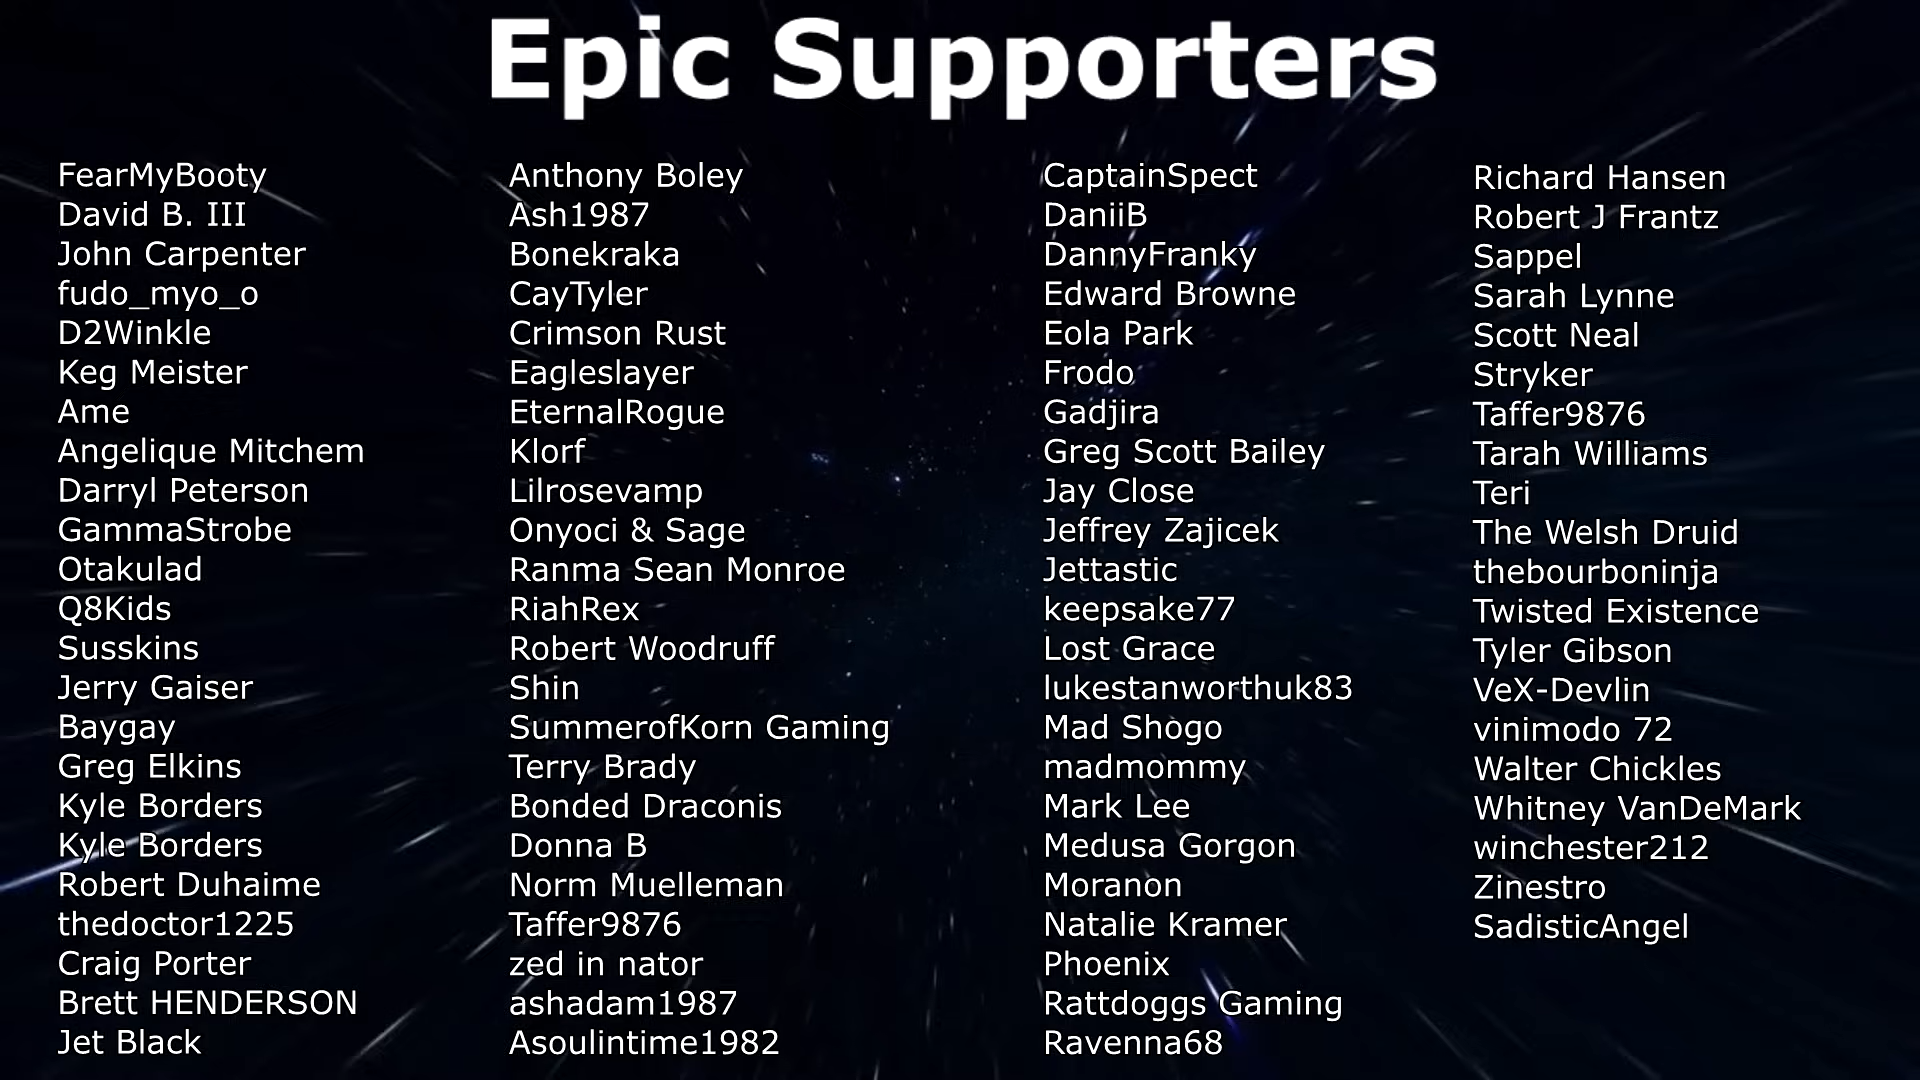 Epic Supporters
FearMyBooty
David B. III
John Carpenter
fudo_myo_o
D2Winkle
Keg Meister
Ame
Angelique Mitchem
Darryl Peterson
GammaStrobe
Otakulad
Q8Kids
Susskins
Jerry Gaiser
Baygay
Greg Elkins
Kyle Borders
Kyle Borders
Robert Duhaime
thedoctor1225
Craig Porter
Brett HENDERSON
Jet Black
Anthony Boley
Ash1987
Bonekraka
CayTyler
Crimson Rust
Eagleslayer
EternalRogue
Klorf
Lilrosevamp
Onyoci & Sage
Ranma Sean Monroe
RiahRex
Robert Woodruff
Shin
SummerofKorn Gaming
Terry Brady
Bonded Draconis
Donna B
Norm Muelleman
Taffer9876
zed in nator
ashadam1987
Asoulintime1982
CaptainSpect
DaniiB
DannyFranky
Edward Browne
Eola Park
Frodo
Gadjira
Greg Scott Bailey
Jay Close
Jeffrey Zajicek
Jettastic
keepsake77
Lost Grace
lukestanworthuk83
Mad Shogo
madmommy
Mark Lee
Medusa Gorgon
Moranon
Natalie Kramer
Phoenix
Rattdoggs Gaming
Ravenna68
Richard Hansen
Robert J Frantz
Sappel
Sarah Lynne
Scott Neal
Stryker
Taffer9876
Tarah Williams
Teri
The Welsh Druid
thebourboninja
Twisted Existence
Tyler Gibson
VeX-Devlin
vinimodo 72
Walter Chickles
Whitney VanDeMark
winchester212
Zinestro
SadisticAngel